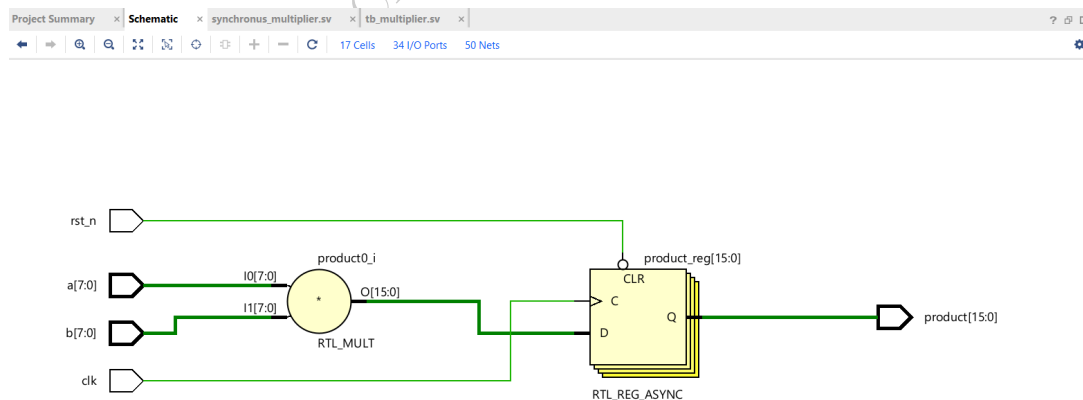 Project Summary × Schematic × synchronus_multiplier.sv × tb_multiplier.sv ×
17 Cells 34 I/O Ports 50 Nets
rst_n
product0_i
product_reg[15:0]
CLR
a[7:0]
I0[7:0]
O[15:0]
*
C
b[7:0]
I1[7:0]
Q
product[15:0]
D
RTL_MULT
clk
RTL_REG_ASYNC